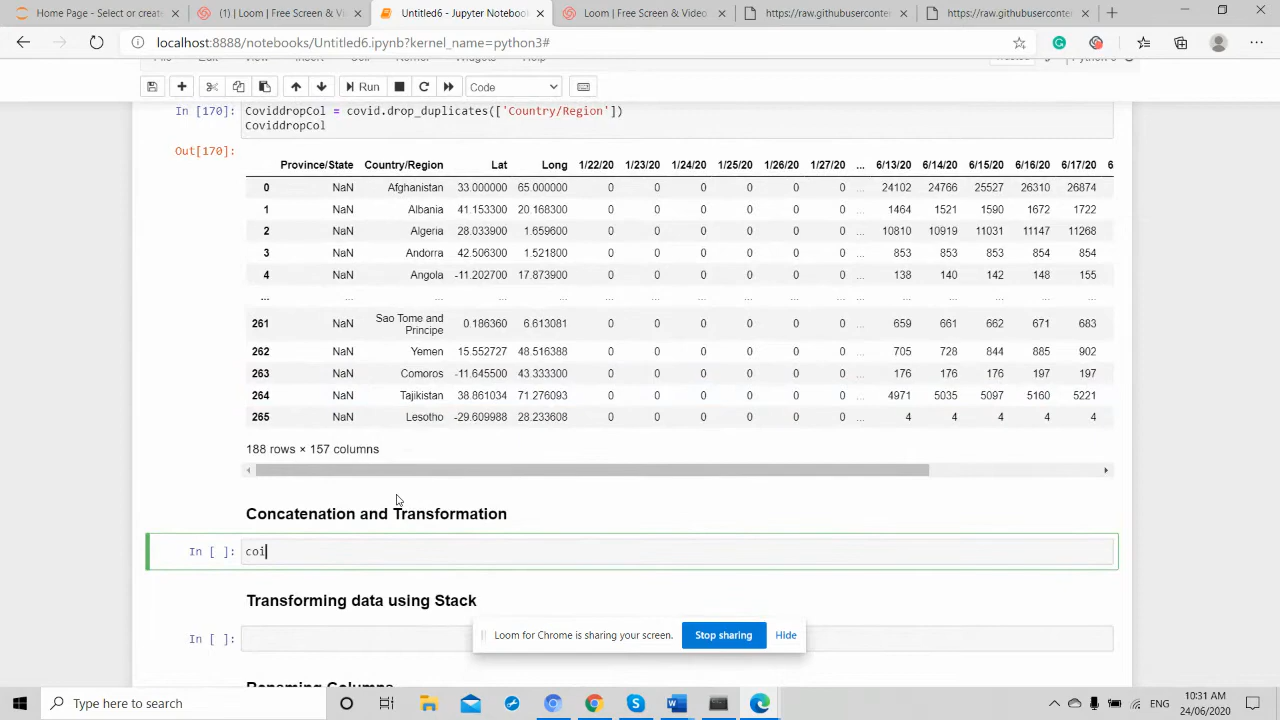 Home Page - Select or create
(1) Loom | Free Screen & Video
Untitled6 - Jupyter Notebook
Loom | Free Screen & Video
https://raw.githubuserconte
https://raw.githubuserconte
localhost:8888/notebooks/Untitled6.ipynb?kernel_name=python3#
Run
Code
In [170]:
CoviddropCol = covid.drop_duplicates(['Country/Region'])
CoviddropCol
Out[170]:
Province/State Country/Region Lat Long 1/22/20 1/23/20 1/24/20 1/25/20 1/26/20 1/27/20 ... 6/13/20 6/14/20 6/15/20 6/16/20 6/17/20 6
0 NaN Afghanistan 33.000000 65.000000 0 0 0 0 0 0 ... 24102 24766 25527 26310 26874
1 NaN Albania 41.153300 20.168300 0 0 0 0 0 0 ... 1464 1521 1590 1672 1722
2 NaN Algeria 28.033900 1.659600 0 0 0 0 0 0 ... 10810 10919 11031 11147 11268
3 NaN Andorra 42.506300 1.521800 0 0 0 0 0 0 ... 853 853 853 854 854
4 NaN Angola -11.202700 17.873900 0 0 0 0 0 0 ... 138 140 142 148 155
... ... ... ... ... ... ... ... ... ... ... ... ... ... ... ... ...
261 NaN Sao Tome and Principe 0.186360 6.613081 0 0 0 0 0 0 ... 659 661 662 671 683
262 NaN Yemen 15.552727 48.516388 0 0 0 0 0 0 ... 705 728 844 885 902
263 NaN Comoros -11.645500 43.333300 0 0 0 0 0 0 ... 176 176 176 197 197
264 NaN Tajikistan 38.861034 71.276093 0 0 0 0 0 0 ... 4971 5035 5097 5160 5221
265 NaN Lesotho -29.609988 28.233608 0 0 0 0 0 0 ... 4 4 4 4 4
188 rows × 157 columns
Concatenation and Transformation
In [ ]: coi
Transforming data using Stack
In [ ]:
Loom for Chrome is sharing your screen. Stop sharing Hide
Renaming Columns
Type here to search
ENG
10:31 AM
24/06/2020